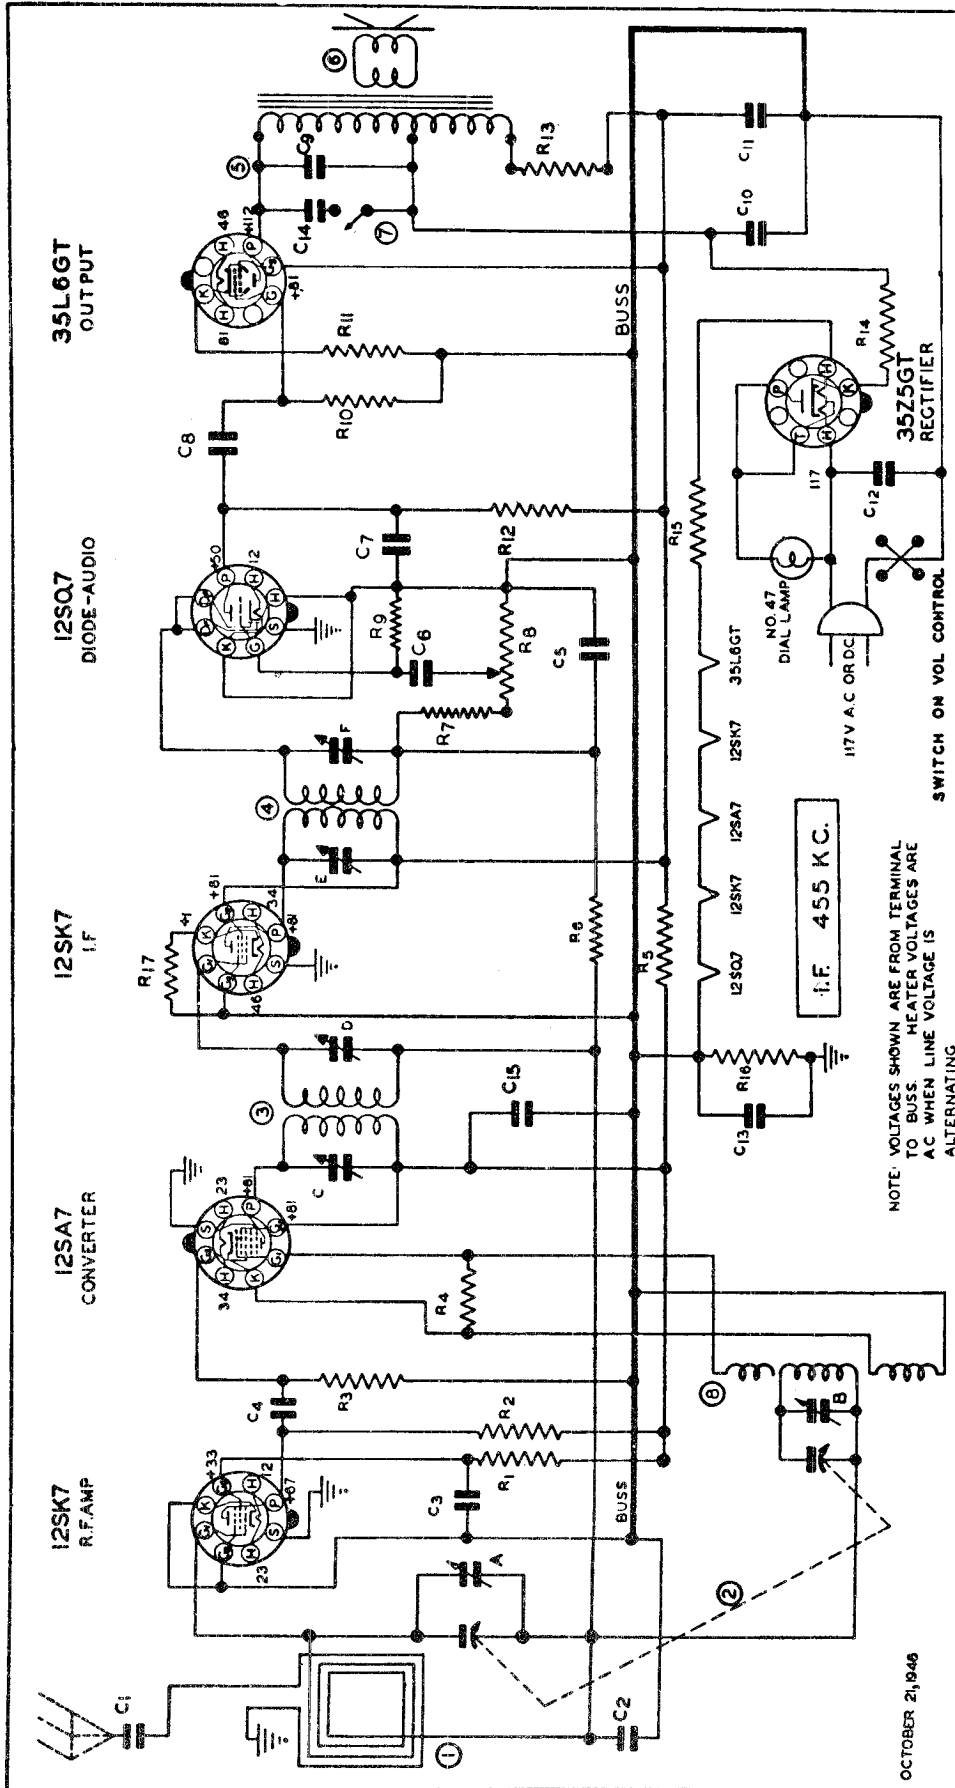 12SK7
R.F. AMP
12SA7
CONVERTER
12SK7
I.F
12SQ7
DIODE-AUDIO
35L6GT
OUTPUT
C1
+33
12
+67
23
K
H
P
S
C4
34
23
+81
+81
R17
+1
+81
34
+81
46
+50
12
C8
46
+112
+81
81
5
6
C9
C14
7
R13
1
C2
A
C3
R1
R2
R3
R4
3
C
D
C15
4
E
F
R7
R9
C6
R8
C7
R12
C5
R10
R11
R6
R5
BUSS
BUSS
C10
C11
2
8
B
C13
R16
12SQ7
12SK7
12SA7
12SK7
35L6GT
R15
R14
I.F. 455 KC.
NO. 47
DIAL LAMP
117
T
H
P
K
H
35Z5GT
RECTIFIER
C12
117 V A.C OR D.C.
SWITCH ON VOL CONTROL
NOTE: VOLTAGES SHOWN ARE FROM TERMINAL
TO BUSS. HEATER VOLTAGES ARE
AC WHEN LINE VOLTAGE IS
ALTERNATING
OCTOBER 21, 1946